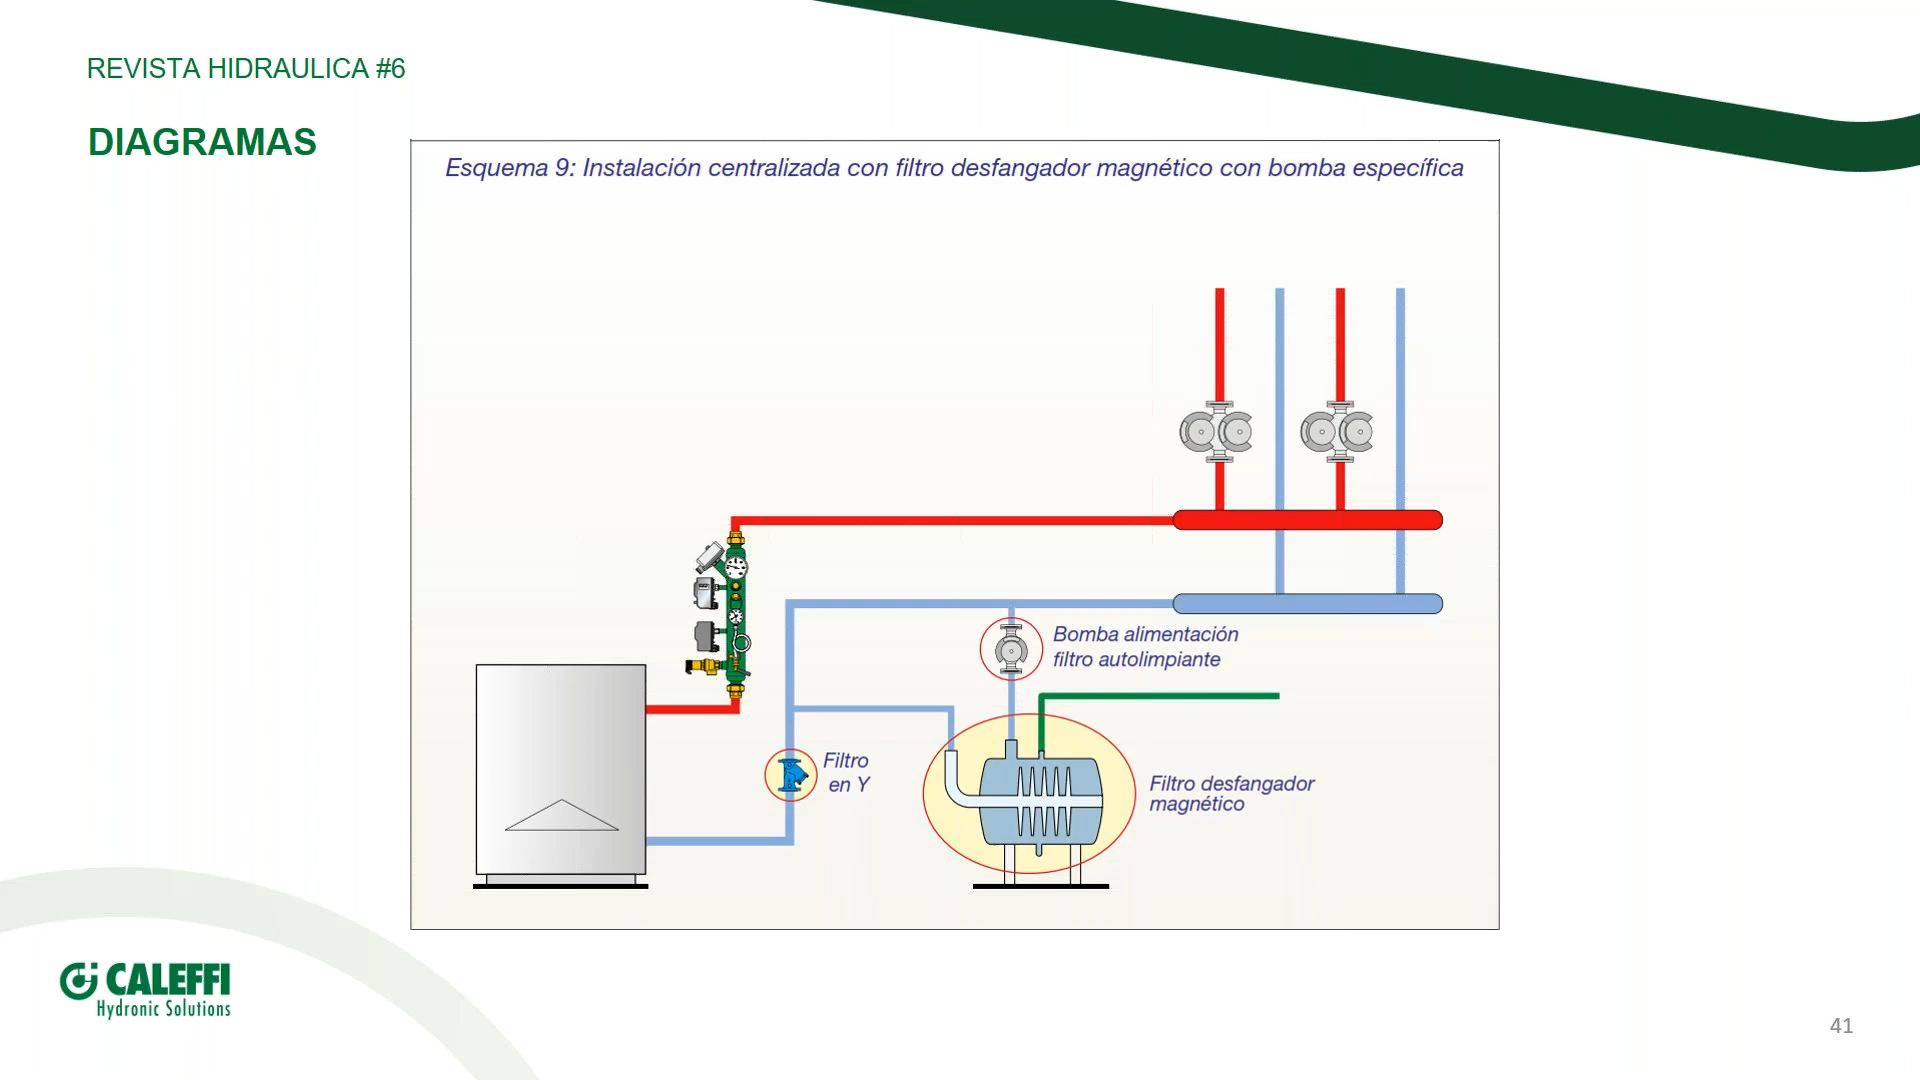 REVISTA HIDRAULICA #6
DIAGRAMAS
Esquema 9: Instalación centralizada con filtro desfangador magnético con bomba específica
Bomba alimentación
filtro autolimpiante
Filtro
en Y
Filtro desfangador
magnético
CALEFFI
Hydronic Solutions
41